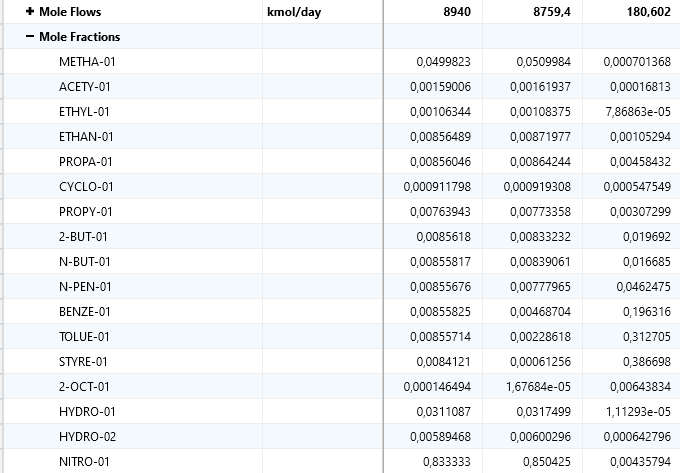 + Mole Flows kmol/day 8940 8759,4 180,602
− Mole Fractions
METHA-01 0,0499823 0,0509984 0,000701368
ACETY-01 0,00159006 0,00161937 0,00016813
ETHYL-01 0,00106344 0,00108375 7,86863e-05
ETHAN-01 0,00856489 0,00871977 0,00105294
PROPA-01 0,00856046 0,00864244 0,00458432
CYCLO-01 0,000911798 0,000919308 0,000547549
PROPY-01 0,00763943 0,00773358 0,00307299
2-BUT-01 0,0085618 0,00833232 0,019692
N-BUT-01 0,00855817 0,00839061 0,016685
N-PEN-01 0,00855676 0,00777965 0,0462475
BENZE-01 0,00855825 0,00468704 0,196316
TOLUE-01 0,00855714 0,00228618 0,312705
STYRE-01 0,0084121 0,00061256 0,386698
2-OCT-01 0,000146494 1,67684e-05 0,00643834
HYDRO-01 0,0311087 0,0317499 1,11293e-05
HYDRO-02 0,00589468 0,00600296 0,000642796
NITRO-01 0,833333 0,850425 0,00435794